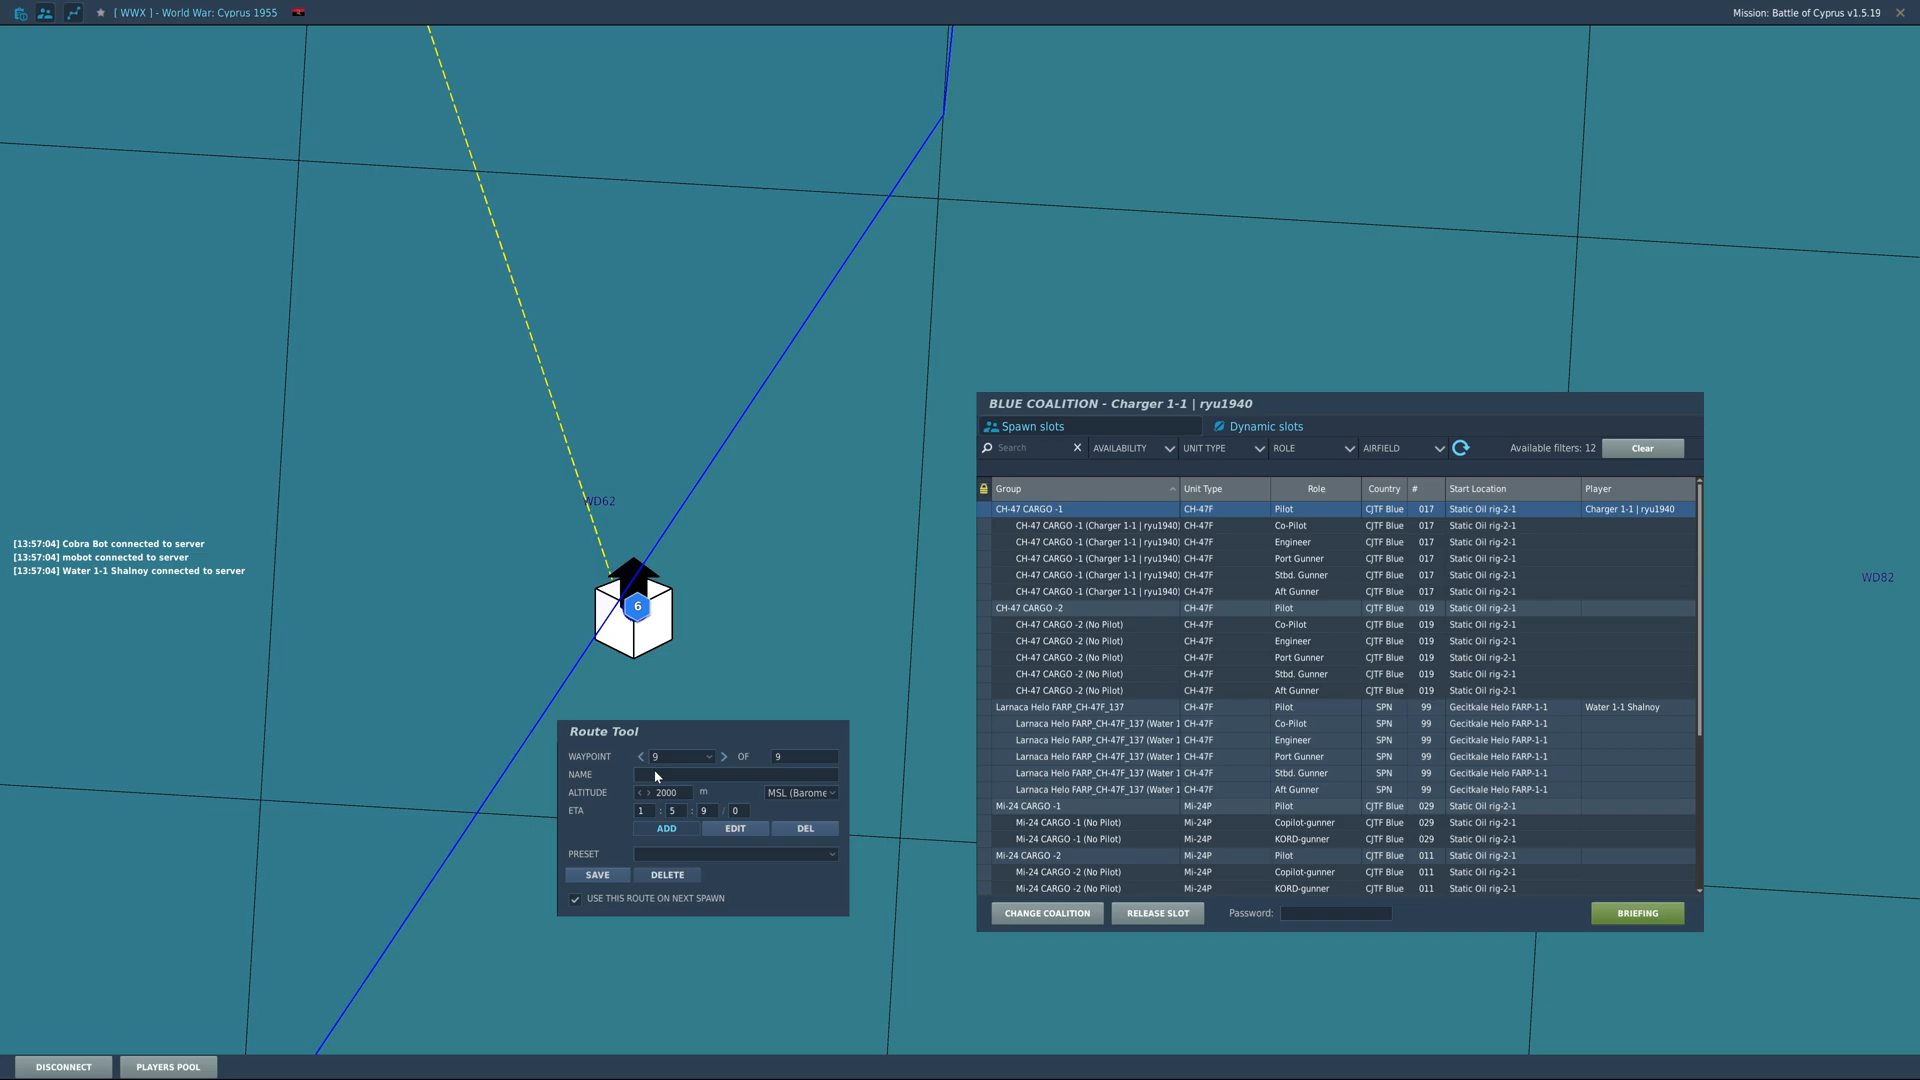 [ WWX ] - World War: Cyprus 1955
Mission: Battle of Cyprus v1.5.19
WD62
6
WD82
[13:57:04] Cobra Bot connected to server
[13:57:04] mobot connected to server
[13:57:04] Water 1-1 Shalnoy connected to server
Route Tool
WAYPOINT 9 OF 9
NAME
ALTITUDE 2000 m MSL (Barome
ETA 1 : 5 : 9 / 0
ADD EDIT DEL
PRESET
SAVE DELETE
USE THIS ROUTE ON NEXT SPAWN
BLUE COALITION - Charger 1-1 | ryu1940
Spawn slots Dynamic slots
Search AVAILABILITY UNIT TYPE ROLE AIRFIELD Available filters: 12 Clear
Group Unit Type Role Country # Start Location Player
CH-47 CARGO -1 CH-47F Pilot CJTF Blue 017 Static Oil rig-2-1 Charger 1-1 | ryu1940
CH-47 CARGO -1 (Charger 1-1 | ryu1940) CH-47F Co-Pilot CJTF Blue 017 Static Oil rig-2-1
CH-47 CARGO -1 (Charger 1-1 | ryu1940) CH-47F Engineer CJTF Blue 017 Static Oil rig-2-1
CH-47 CARGO -1 (Charger 1-1 | ryu1940) CH-47F Port Gunner CJTF Blue 017 Static Oil rig-2-1
CH-47 CARGO -1 (Charger 1-1 | ryu1940) CH-47F Stbd. Gunner CJTF Blue 017 Static Oil rig-2-1
CH-47 CARGO -1 (Charger 1-1 | ryu1940) CH-47F Aft Gunner CJTF Blue 017 Static Oil rig-2-1
CH-47 CARGO -2 CH-47F Pilot CJTF Blue 019 Static Oil rig-2-1
CH-47 CARGO -2 (No Pilot) CH-47F Co-Pilot CJTF Blue 019 Static Oil rig-2-1
CH-47 CARGO -2 (No Pilot) CH-47F Engineer CJTF Blue 019 Static Oil rig-2-1
CH-47 CARGO -2 (No Pilot) CH-47F Port Gunner CJTF Blue 019 Static Oil rig-2-1
CH-47 CARGO -2 (No Pilot) CH-47F Stbd. Gunner CJTF Blue 019 Static Oil rig-2-1
CH-47 CARGO -2 (No Pilot) CH-47F Aft Gunner CJTF Blue 019 Static Oil rig-2-1
Larnaca Helo FARP_CH-47F_137 CH-47F Pilot SPN 99 Gecitkale Helo FARP-1-1 Water 1-1 Shalnoy
Larnaca Helo FARP_CH-47F_137 (Water 1 CH-47F Co-Pilot SPN 99 Gecitkale Helo FARP-1-1
Larnaca Helo FARP_CH-47F_137 (Water 1 CH-47F Engineer SPN 99 Gecitkale Helo FARP-1-1
Larnaca Helo FARP_CH-47F_137 (Water 1 CH-47F Port Gunner SPN 99 Gecitkale Helo FARP-1-1
Larnaca Helo FARP_CH-47F_137 (Water 1 CH-47F Stbd. Gunner SPN 99 Gecitkale Helo FARP-1-1
Larnaca Helo FARP_CH-47F_137 (Water 1 CH-47F Aft Gunner SPN 99 Gecitkale Helo FARP-1-1
Mi-24 CARGO -1 Mi-24P Pilot CJTF Blue 029 Static Oil rig-2-1
Mi-24 CARGO -1 (No Pilot) Mi-24P Copilot-gunner CJTF Blue 029 Static Oil rig-2-1
Mi-24 CARGO -1 (No Pilot) Mi-24P KORD-gunner CJTF Blue 029 Static Oil rig-2-1
Mi-24 CARGO -2 Mi-24P Pilot CJTF Blue 011 Static Oil rig-2-1
Mi-24 CARGO -2 (No Pilot) Mi-24P Copilot-gunner CJTF Blue 011 Static Oil rig-2-1
Mi-24 CARGO -2 (No Pilot) Mi-24P KORD-gunner CJTF Blue 011 Static Oil rig-2-1
CHANGE COALITION RELEASE SLOT Password: BRIEFING
DISCONNECT PLAYERS POOL